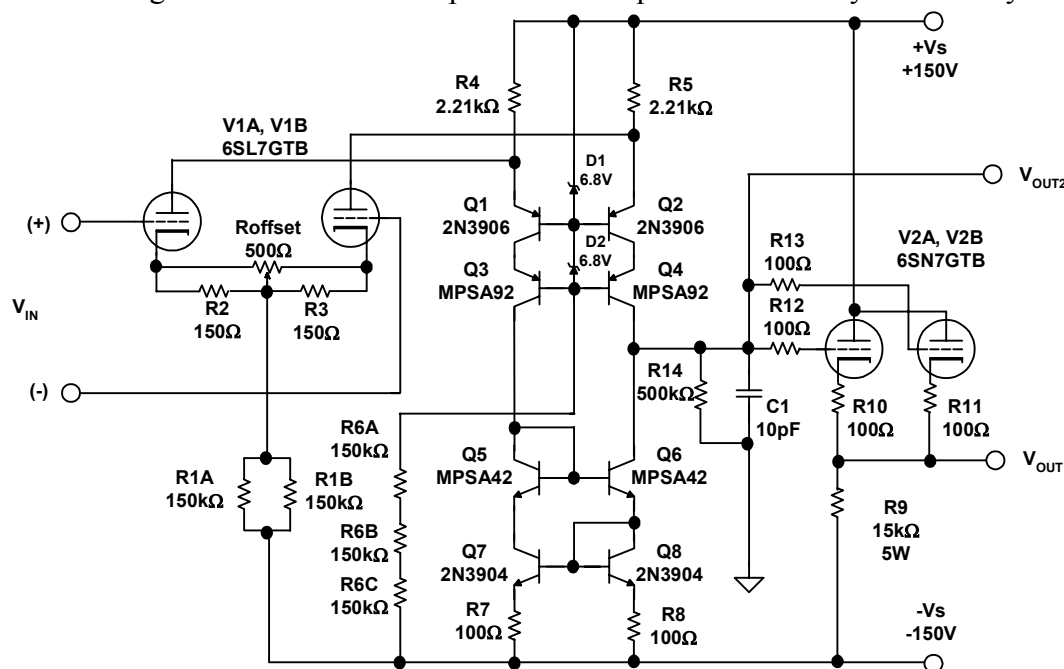 +Vs
+150V
R4
2.21kΩ
R5
2.21kΩ
V1A, V1B
6SL7GTB
D1
6.8V
VOUT2
(+)
Roffset
500Ω
Q1
2N3906
Q2
2N3906
D2
6.8V
R13
100Ω
V2A, V2B
6SN7GTB
Q3
MPSA92
Q4
MPSA92
R12
100Ω
VIN
R2
150Ω
R3
150Ω
R14
500kΩ
(-)
C1
10pF
R10
100Ω
R11
100Ω
R6A
150kΩ
Q5
MPSA42
Q6
MPSA42
VOUT
R1A
150kΩ
R1B
150kΩ
R6B
150kΩ
R9
15kΩ
5W
Q7
2N3904
Q8
2N3904
R6C
150kΩ
R7
100Ω
R8
100Ω
-Vs
-150V